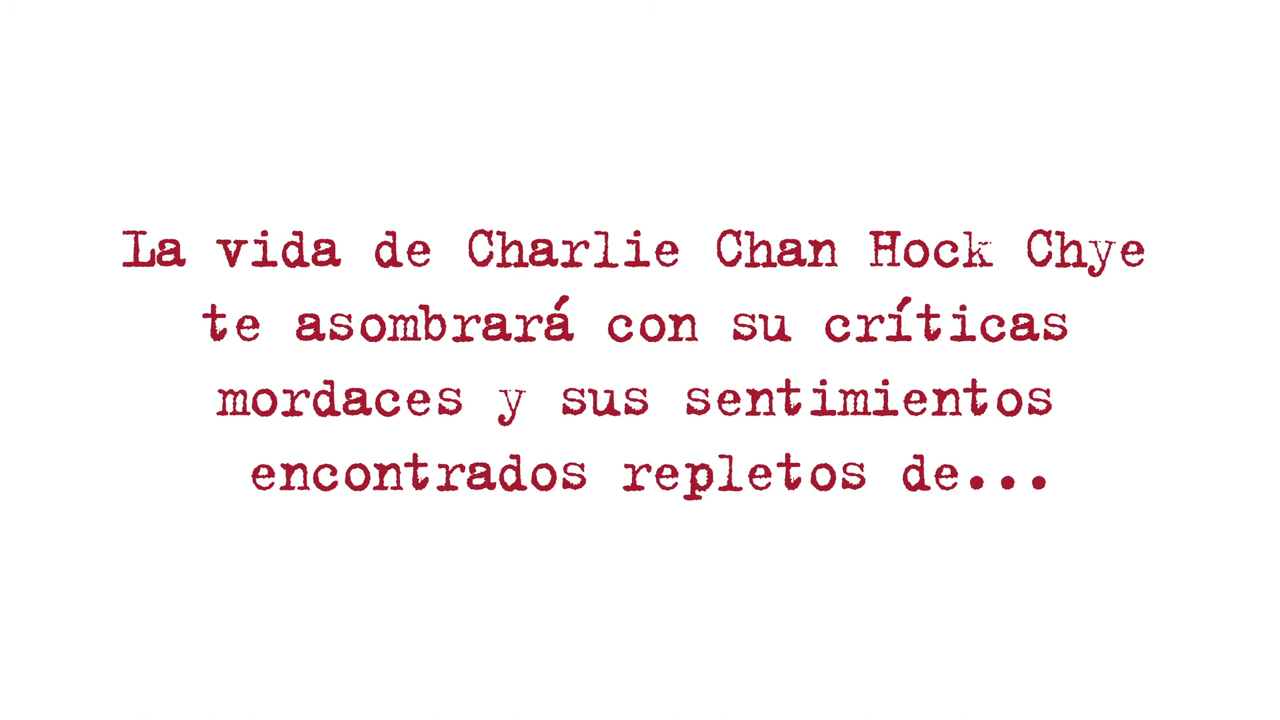 La vida de Charlie Chan Hock Chye
te asombrará con su críticas
mordaces y sus sentimientos
encontrados repletos de...